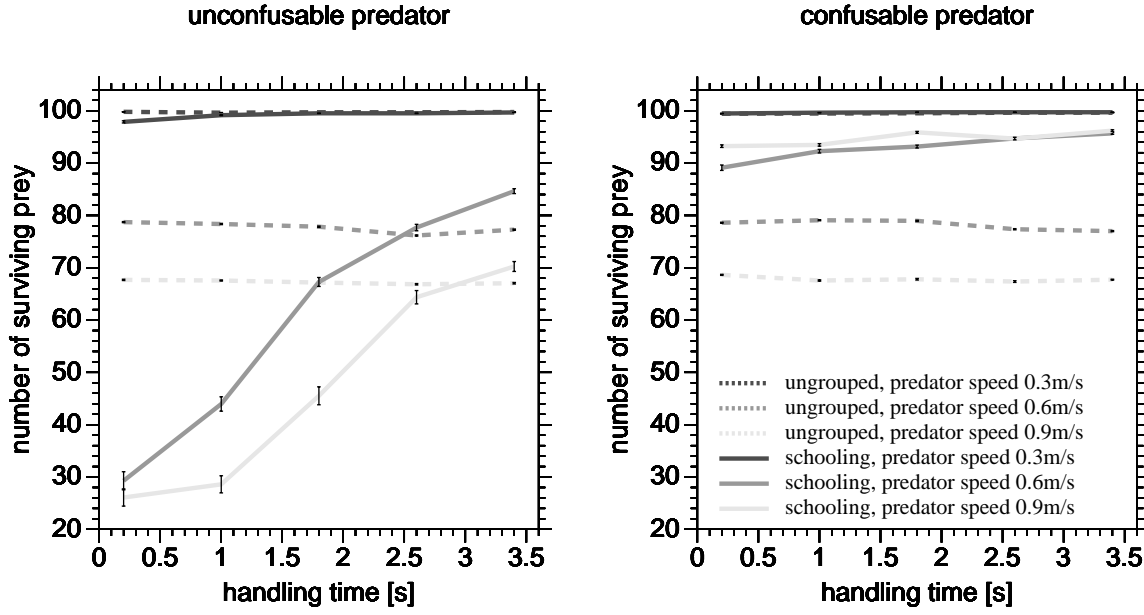 unconfusable predator
confusable predator
number of surviving prey
100
90
80
70
60
50
40
30
20
0 0.5 1 1.5 2 2.5 3 3.5
handling time [s]
number of surviving prey
100
90
80
70
60
50
40
30
20
ungrouped, predator speed 0.3m/s
ungrouped, predator speed 0.6m/s
ungrouped, predator speed 0.9m/s
schooling, predator speed 0.3m/s
schooling, predator speed 0.6m/s
schooling, predator speed 0.9m/s
0 0.5 1 1.5 2 2.5 3 3.5
handling time [s]